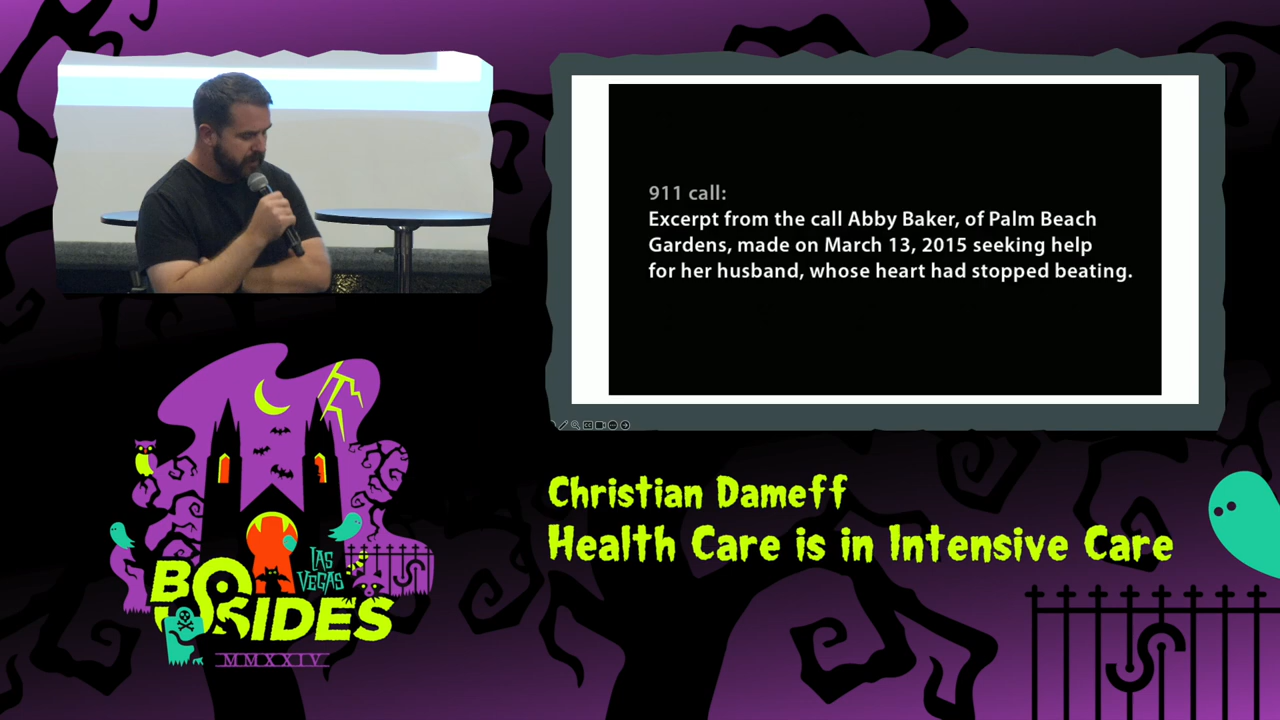 911 call:
Excerpt from the call Abby Baker, of Palm Beach
Gardens, made on March 13, 2015 seeking help
for her husband, whose heart had stopped beating.
Christian Dameff
Health Care is in Intensive Care
LAS
VEGAS
BSIDES
MMXXIV